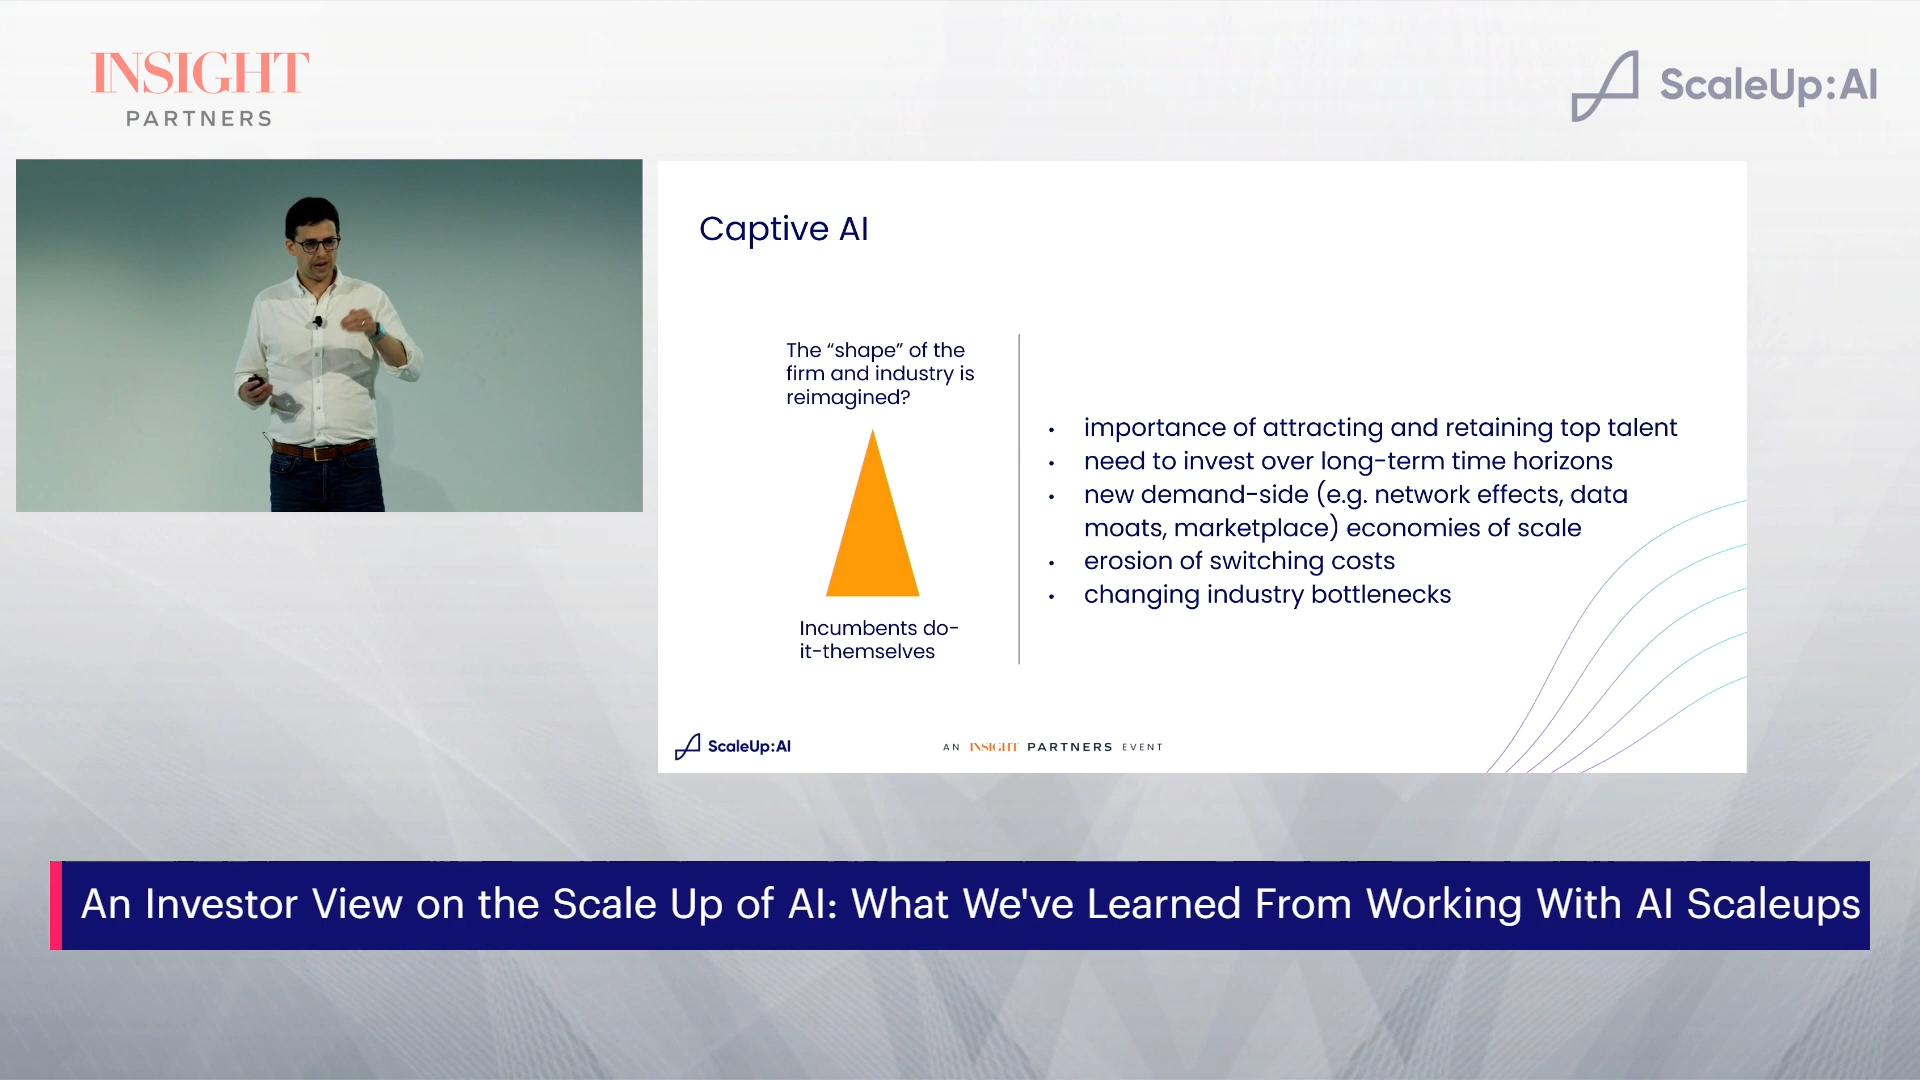 INSIGHT
PARTNERS
ScaleUp:AI
Captive AI
The “shape” of the
firm and industry is
reimagined?
Incumbents do-
it-themselves
• importance of attracting and retaining top talent
• need to invest over long-term time horizons
• new demand-side (e.g. network effects, data
moats, marketplace) economies of scale
• erosion of switching costs
• changing industry bottlenecks
ScaleUp:AI
AN INSIGHT PARTNERS EVENT
An Investor View on the Scale Up of AI: What We've Learned From Working With AI Scaleups